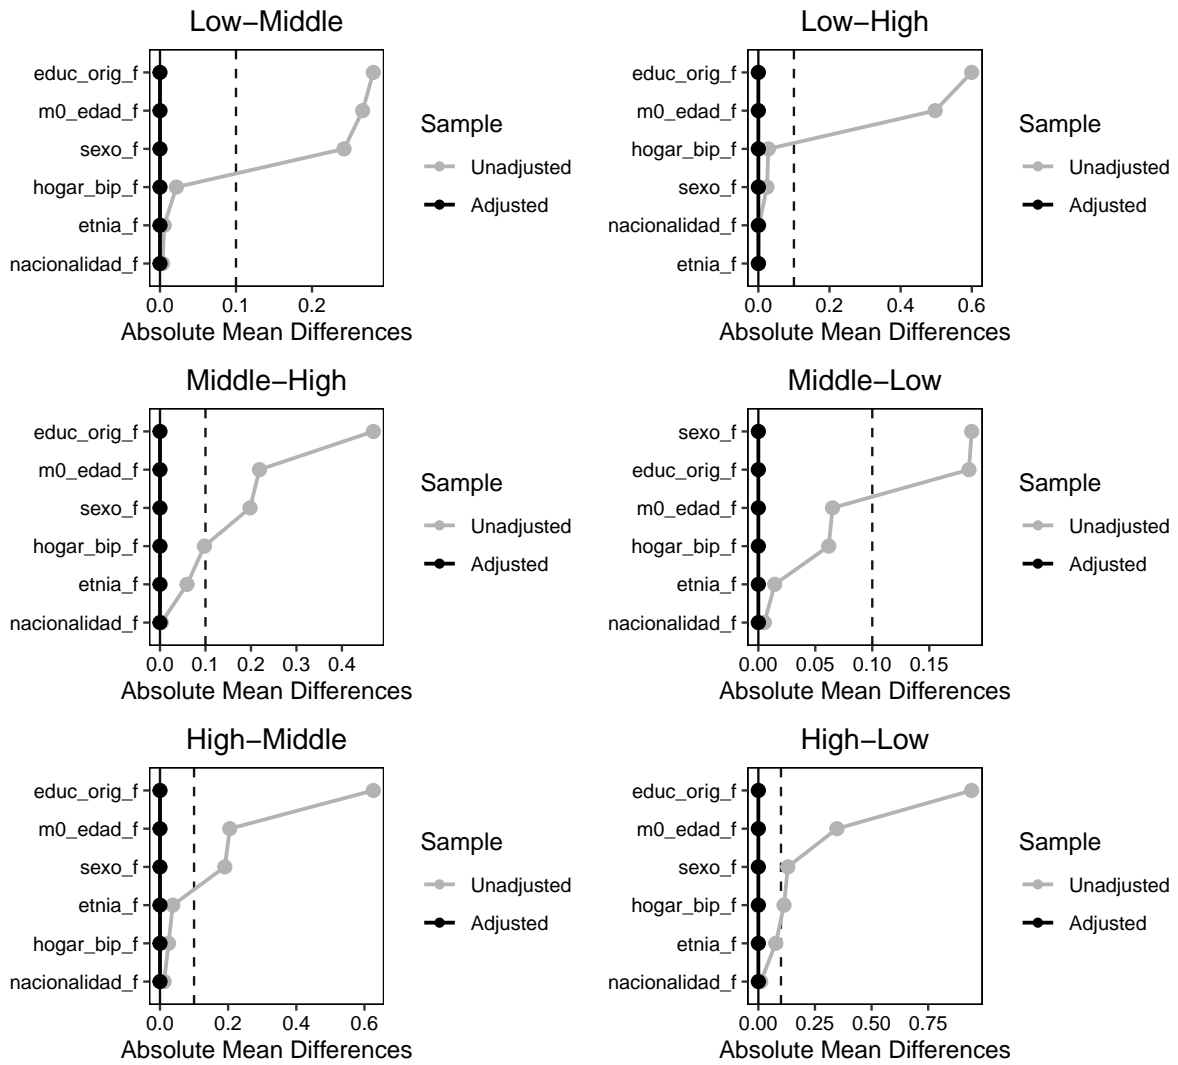 Low−Middle
educ_orig_f
m0_edad_f
sexo_f
hogar_bip_f
etnia_f
nacionalidad_f
0.0 0.1 0.2
Absolute Mean Differences
Sample
Unadjusted
Adjusted
Low−High
educ_orig_f
m0_edad_f
hogar_bip_f
sexo_f
nacionalidad_f
etnia_f
0.0 0.2 0.4 0.6
Absolute Mean Differences
Sample
Unadjusted
Adjusted
Middle−High
educ_orig_f
m0_edad_f
sexo_f
hogar_bip_f
etnia_f
nacionalidad_f
0.0 0.1 0.2 0.3 0.4
Absolute Mean Differences
Sample
Unadjusted
Adjusted
Middle−Low
sexo_f
educ_orig_f
m0_edad_f
hogar_bip_f
etnia_f
nacionalidad_f
0.00 0.05 0.10 0.15
Absolute Mean Differences
Sample
Unadjusted
Adjusted
High−Middle
educ_orig_f
m0_edad_f
sexo_f
etnia_f
hogar_bip_f
nacionalidad_f
0.0 0.2 0.4 0.6
Absolute Mean Differences
Sample
Unadjusted
Adjusted
High−Low
educ_orig_f
m0_edad_f
sexo_f
hogar_bip_f
etnia_f
nacionalidad_f
0.00 0.25 0.50 0.75
Absolute Mean Differences
Sample
Unadjusted
Adjusted